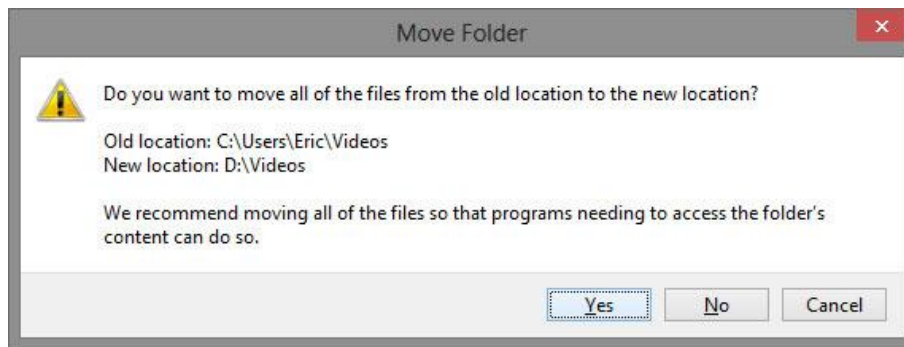 Move Folder
Do you want to move all of the files from the old location to the new location?
Old location: C:\Users\Eric\Videos
New location: D:\Videos
We recommend moving all of the files so that programs needing to access the folder's
content can do so.
Yes
No
Cancel